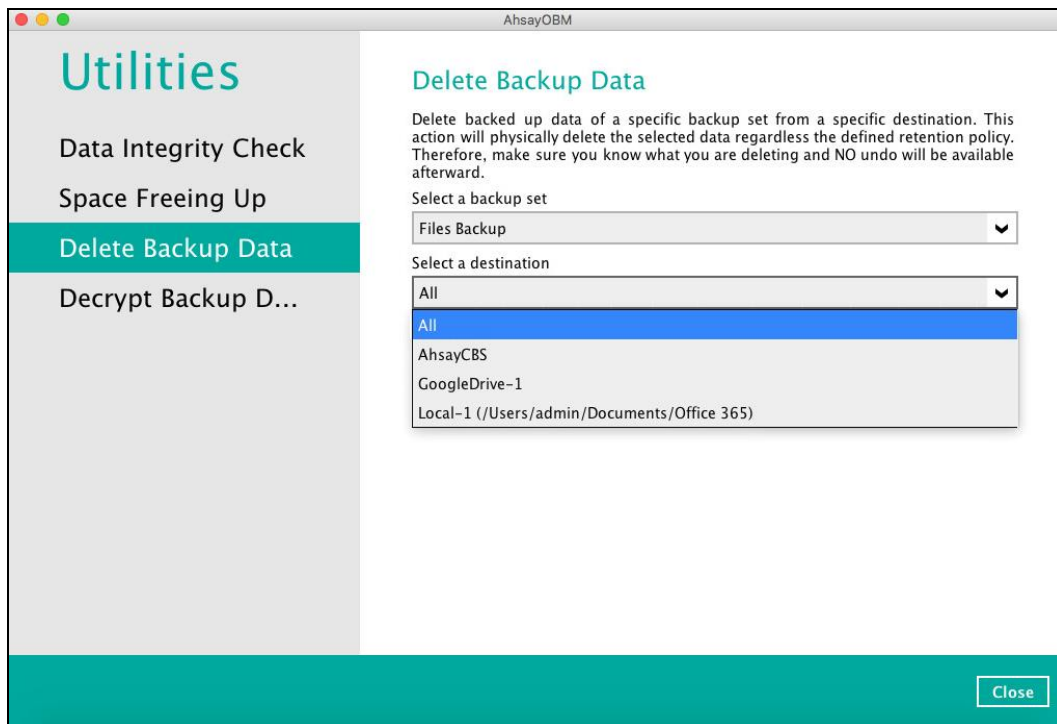 AhsayOBM
Utilities
Data Integrity Check
Space Freeing Up
Delete Backup Data
Decrypt Backup D...
Delete Backup Data
Delete backed up data of a specific backup set from a specific destination. This
action will physically delete the selected data regardless the defined retention policy.
Therefore, make sure you know what you are deleting and NO undo will be available
afterward.
Select a backup set
Files Backup
Select a destination
All
All
AhsayCBS
GoogleDrive-1
Local-1 (/Users/admin/Documents/Office 365)
Close